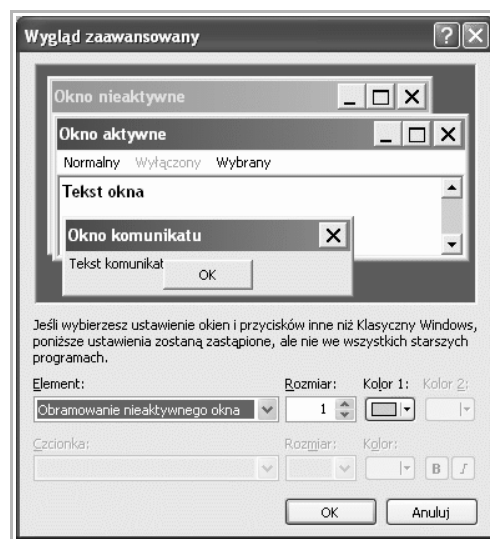 Wygląd zaawansowany
Okno nieaktywne
Okno aktywne
Normalny Wyłączony Wybrany
Tekst okna
Okno komunikatu
Tekst komunikat
OK
Jeśli wybierzesz ustawienie okien i przycisków inne niż Klasyczny Windows,
poniższe ustawienia zostaną zastąpione, ale nie we wszystkich starszych
programach.
Element: Rozmiar: Kolor 1: Kolor 2:
Obramowanie nieaktywnego okna 1
Czcionka: Rozmiar: Kolor:
B I
OK Anuluj